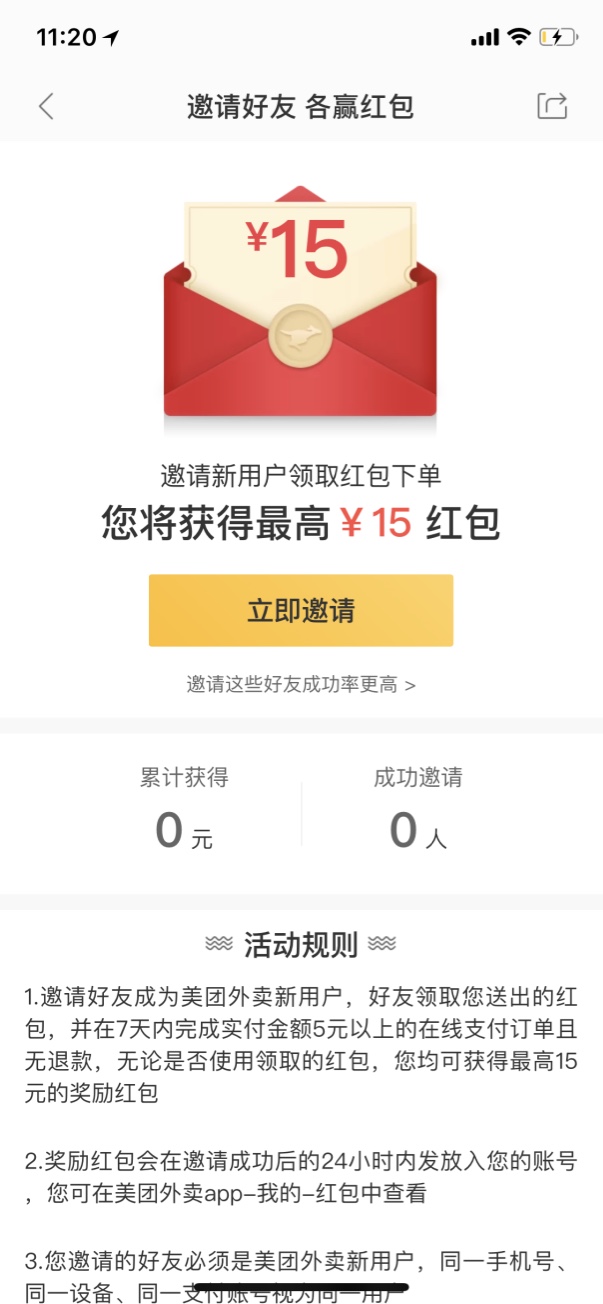 11:20
邀请好友 各赢红包
¥15
邀请新用户领取红包下单
您将获得最高¥15 红包
立即邀请
邀请这些好友成功率更高 >
累计获得 成功邀请
0元 0人
活动规则
1.邀请好友成为美团外卖新用户，好友领取您送出的红
包，并在7天内完成实付金额5元以上的在线支付订单且
无退款，无论是否使用领取的红包，您均可获得最高15
元的奖励红包
2.奖励红包会在邀请成功后的24小时内发放入您的账号
，您可在美团外卖app-我的-红包中查看
3.您邀请的好友必须是美团外卖新用户，同一手机号、
同一设备、同一支付账号视为同一用户